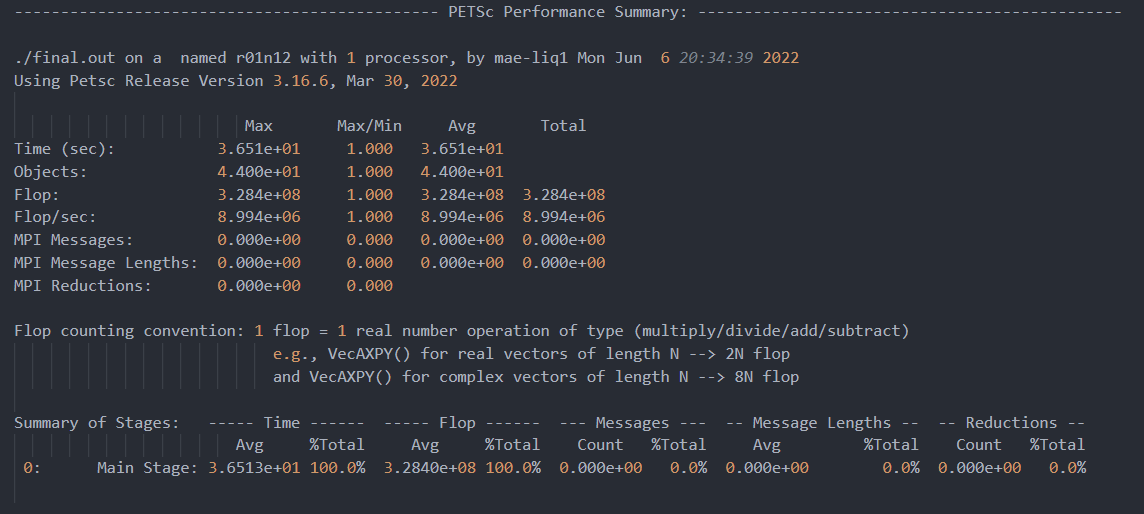 ---------------------------------------------- PETSc Performance Summary: ----------------------------------------------
./final.out on a  named r01n12 with 1 processor, by mae-liq1 Mon Jun  6 20:34:39 2022
Using Petsc Release Version 3.16.6, Mar 30, 2022
                         Max       Max/Min     Avg       Total
Time (sec):           3.651e+01     1.000   3.651e+01
Objects:              4.400e+01     1.000   4.400e+01
Flop:                 3.284e+08     1.000   3.284e+08  3.284e+08
Flop/sec:             8.994e+06     1.000   8.994e+06  8.994e+06
MPI Messages:         0.000e+00     0.000   0.000e+00  0.000e+00
MPI Message Lengths:  0.000e+00     0.000   0.000e+00  0.000e+00
MPI Reductions:       0.000e+00     0.000
Flop counting convention: 1 flop = 1 real number operation of type (multiply/divide/add/subtract)
                            e.g., VecAXPY() for real vectors of length N --> 2N flop
                            and VecAXPY() for complex vectors of length N --> 8N flop
Summary of Stages:   ----- Time ------  ----- Flop ------  --- Messages ---  -- Message Lengths --  -- Reductions --
                        Avg     %Total     Avg     %Total    Count   %Total     Avg         %Total    Count   %Total
 0:      Main Stage: 3.6513e+01 100.0%  3.2840e+08 100.0%  0.000e+00   0.0%  0.000e+00        0.0%  0.000e+00   0.0%